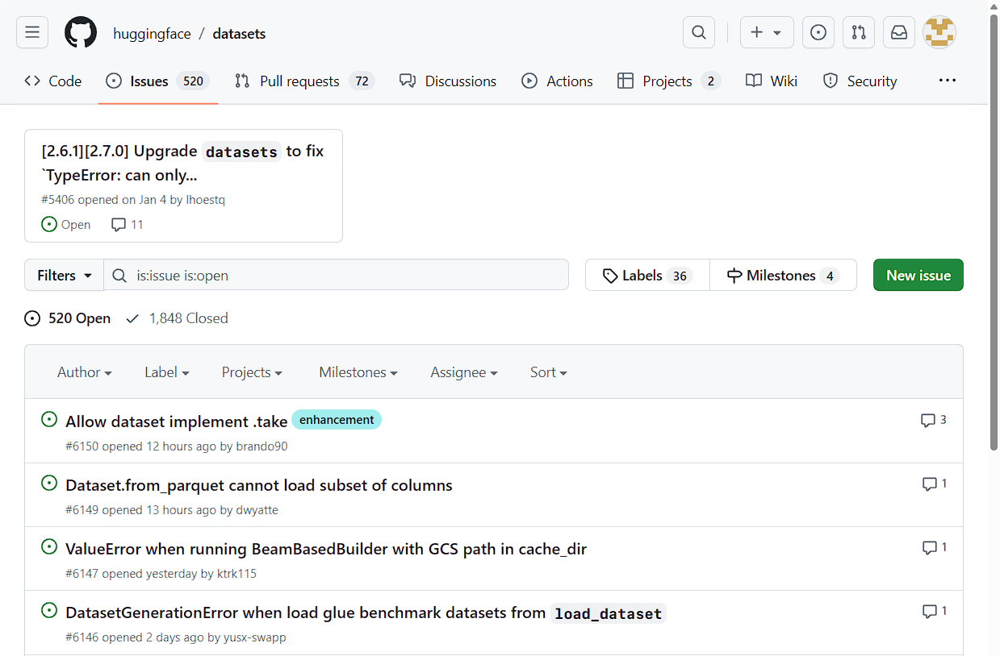 huggingface / datasets
Code Issues 520 Pull requests 72 Discussions Actions Projects 2 Wiki Security
[2.6.1][2.7.0] Upgrade datasets to fix
`TypeError: can only...
#5406 opened on Jan 4 by lhoestq
Open 11
Filters is:issue is:open Labels 36 Milestones 4 New issue
520 Open 1,848 Closed
Author Label Projects Milestones Assignee Sort
Allow dataset implement .take enhancement 3
#6150 opened 12 hours ago by brando90
Dataset.from_parquet cannot load subset of columns 1
#6149 opened 13 hours ago by dwyatte
ValueError when running BeamBasedBuilder with GCS path in cache_dir 1
#6147 opened yesterday by ktrk115
DatasetGenerationError when load glue benchmark datasets from load_dataset 1
#6146 opened 2 days ago by yusx-swapp